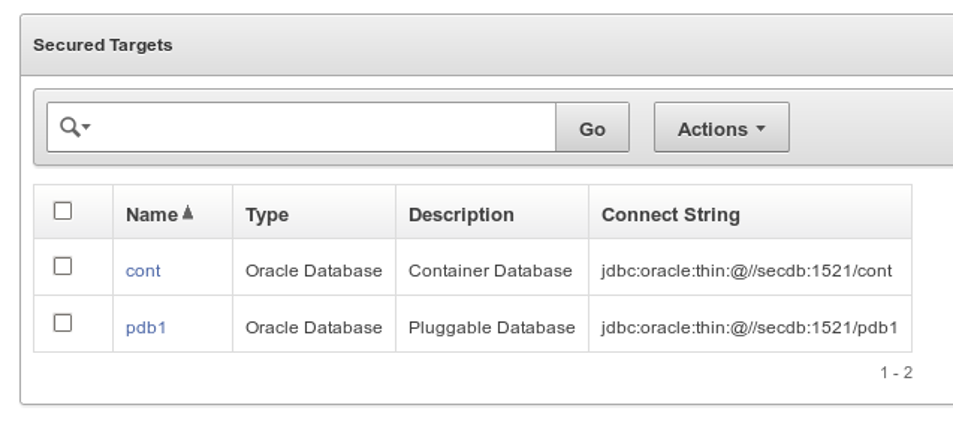 Secured Targets
Go
Actions
Name Type Description Connect String
cont Oracle Database Container Database jdbc:oracle:thin:@//secdb:1521/cont
pdb1 Oracle Database Pluggable Database jdbc:oracle:thin:@//secdb:1521/pdb1
1 - 2